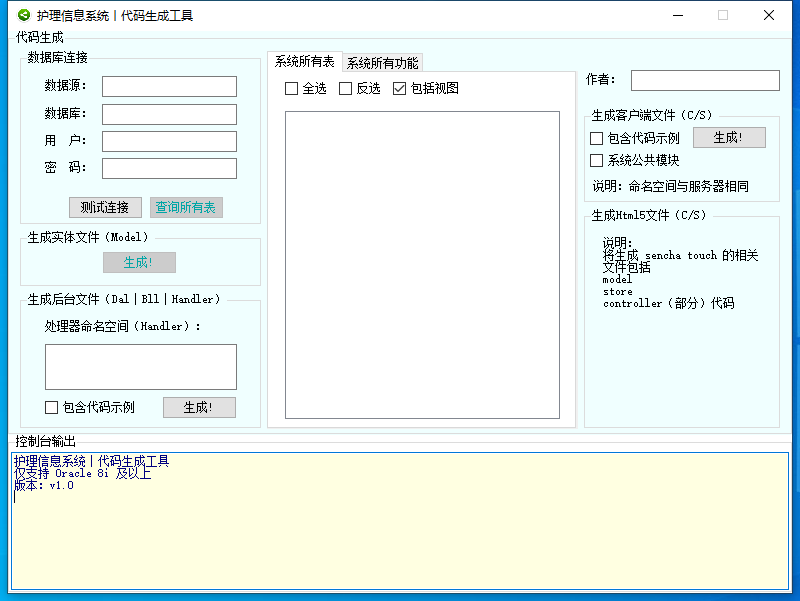 护理信息系统丨代码生成工具
代码生成
数据库连接
数据源:
数据库:
用 户:
密 码:
测试连接
查询所有表
生成实体文件(Model)
生成!
生成后台文件(Dal|Bll|Handler)
处理器命名空间(Handler):
包含代码示例
生成!
系统所有表
系统所有功能
全选
反选
包括视图
作者:
生成客户端文件(C/S)
包含代码示例
生成!
系统公共模块
说明: 命名空间与服务器相同
生成Html5文件(C/S)
说明:
将生成 sencha touch 的相关
文件包括
model
store
controller(部分)代码
控制台输出
护理信息系统丨代码生成工具
仅支持 Oracle 8i 及以上
版本: v1.0